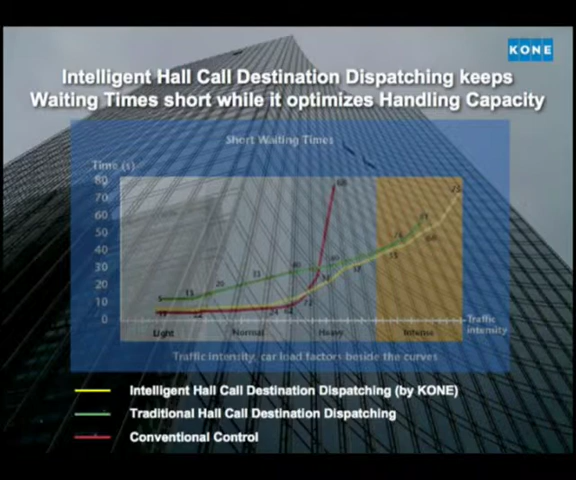 KONE
Intelligent Hall Call Destination Dispatching keeps
Waiting Times short while it optimizes Handling Capacity
Short Waiting Times
Time (s)
80
70
60
50
40
30
20
10
0
Light
Normal
Heavy
Intense
Traffic
intensity
Traffic intensity, car load factors beside the curves
Intelligent Hall Call Destination Dispatching (by KONE)
Traditional Hall Call Destination Dispatching
Conventional Control